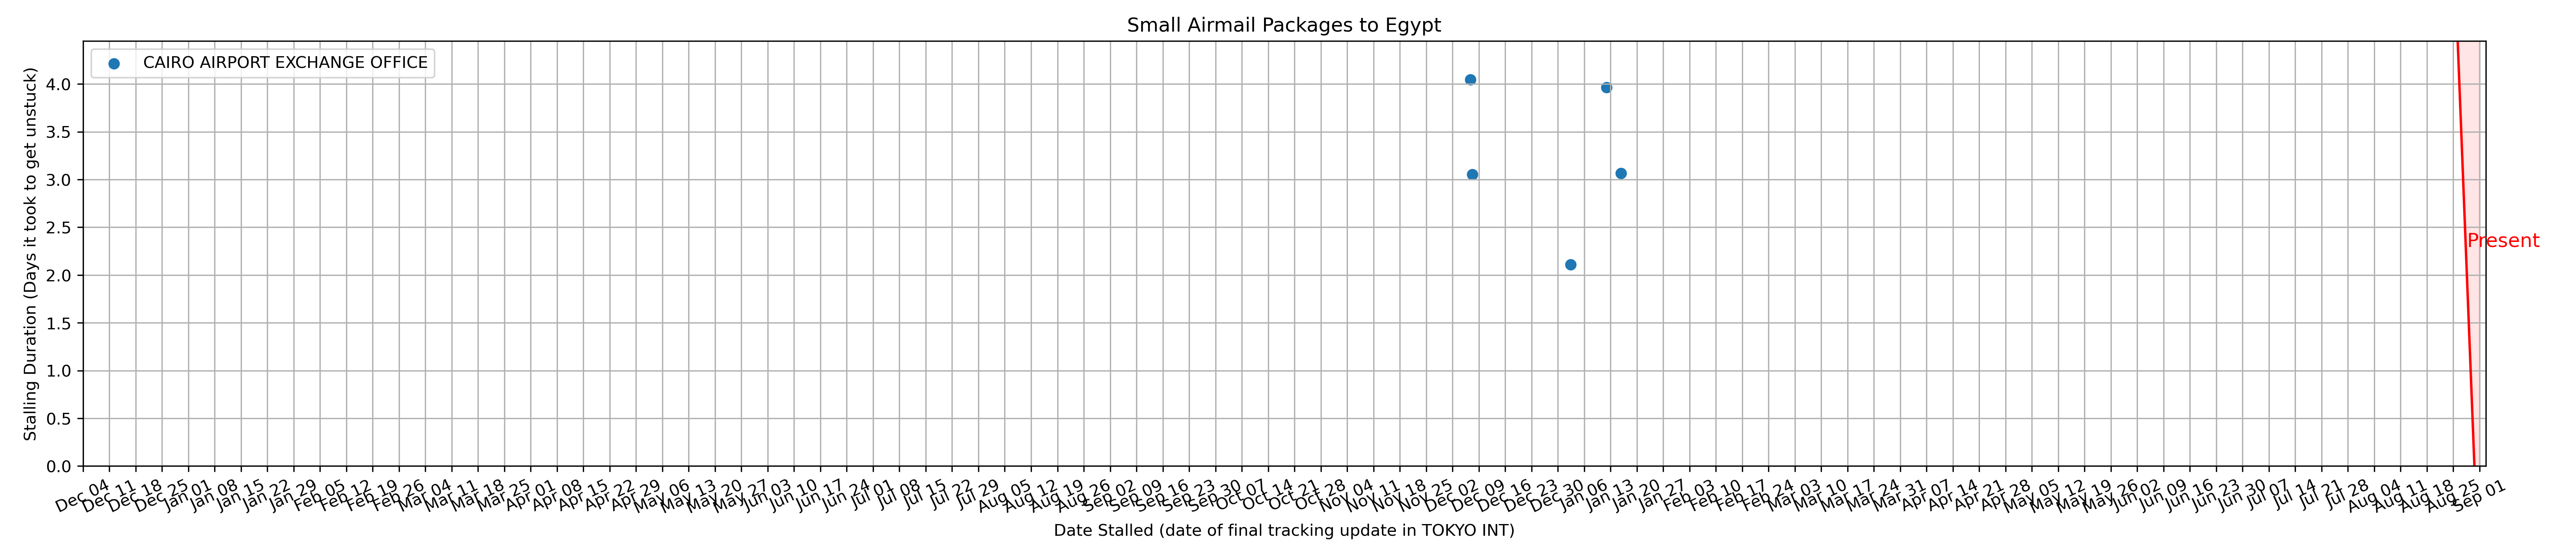 Small Airmail Packages to Egypt
CAIRO AIRPORT EXCHANGE OFFICE
Stalling Duration (Days it took to get unstuck)
4.0
3.5
3.0
2.5
2.0
1.5
1.0
0.5
0.0
Present
Dec 04 Dec 11 Dec 18 Dec 25 Jan 01 Jan 08 Jan 15 Jan 22 Jan 29 Feb 05 Feb 12 Feb 19 Feb 26 Mar 04 Mar 11 Mar 18 Mar 25 Apr 01 Apr 08 Apr 15 Apr 22 Apr 29 May 06 May 13 May 20 May 27 Jun 03 Jun 10 Jun 17 Jun 24 Jul 01 Jul 08 Jul 15 Jul 22 Jul 29 Aug 05 Aug 12 Aug 19 Aug 26 Sep 02 Sep 09 Sep 16 Sep 23 Sep 30 Oct 07 Oct 14 Oct 21 Oct 28 Nov 04 Nov 11 Nov 18 Nov 25 Dec 02 Dec 09 Dec 16 Dec 23 Dec 30 Jan 06 Jan 13 Jan 20 Jan 27 Feb 03 Feb 10 Feb 17 Feb 24 Mar 03 Mar 10 Mar 17 Mar 24 Mar 31 Apr 07 Apr 14 Apr 21 Apr 28 May 05 May 12 May 19 May 26 Jun 02 Jun 09 Jun 16 Jun 23 Jun 30 Jul 07 Jul 14 Jul 21 Jul 28 Aug 04 Aug 11 Aug 18 Aug 25 Sep 01
Date Stalled (date of final tracking update in TOKYO INT)